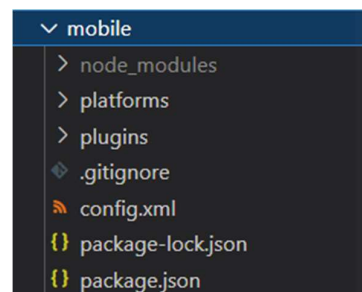 mobile
node_modules
platforms
plugins
.gitignore
config.xml
package-lock.json
package.json